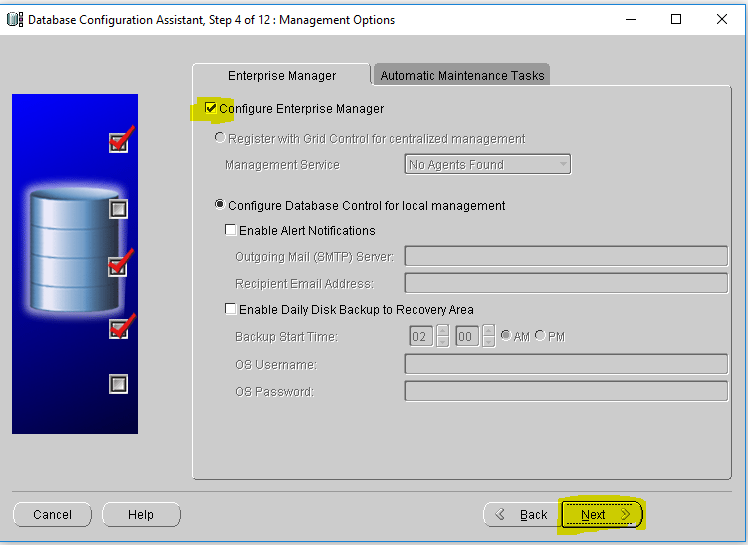 Database Configuration Assistant, Step 4 of 12 : Management Options
Enterprise Manager
Automatic Maintenance Tasks
Configure Enterprise Manager
Register with Grid Control for centralized management
Management Service
No Agents Found
Configure Database Control for local management
Enable Alert Notifications
Outgoing Mail (SMTP) Server:
Recipient Email Address:
Enable Daily Disk Backup to Recovery Area
Backup Start Time:
02
00
AM
PM
OS Username:
OS Password:
Cancel
Help
Back
Next